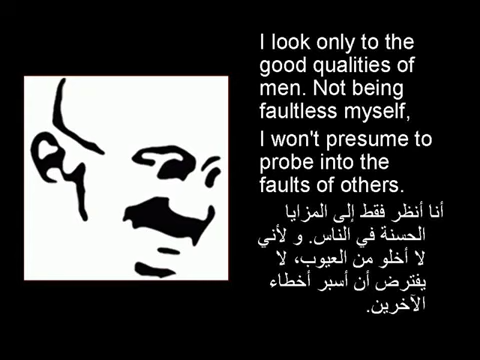 I look only to the
good qualities of
men. Not being
faultless myself,
I won't presume to
probe into the
faults of others.
أنا أنظر فقط إلى المزايا
الحسنة في الناس. و لأني
لا أخلو من العيوب، لا
يفترض أن أسبر أخطاء
الآخرين.